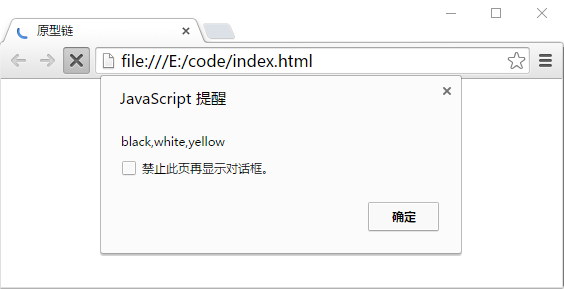 原型链
file:///E:/code/index.html
JavaScript 提醒
black,white,yellow
禁止此页再显示对话框。
确定